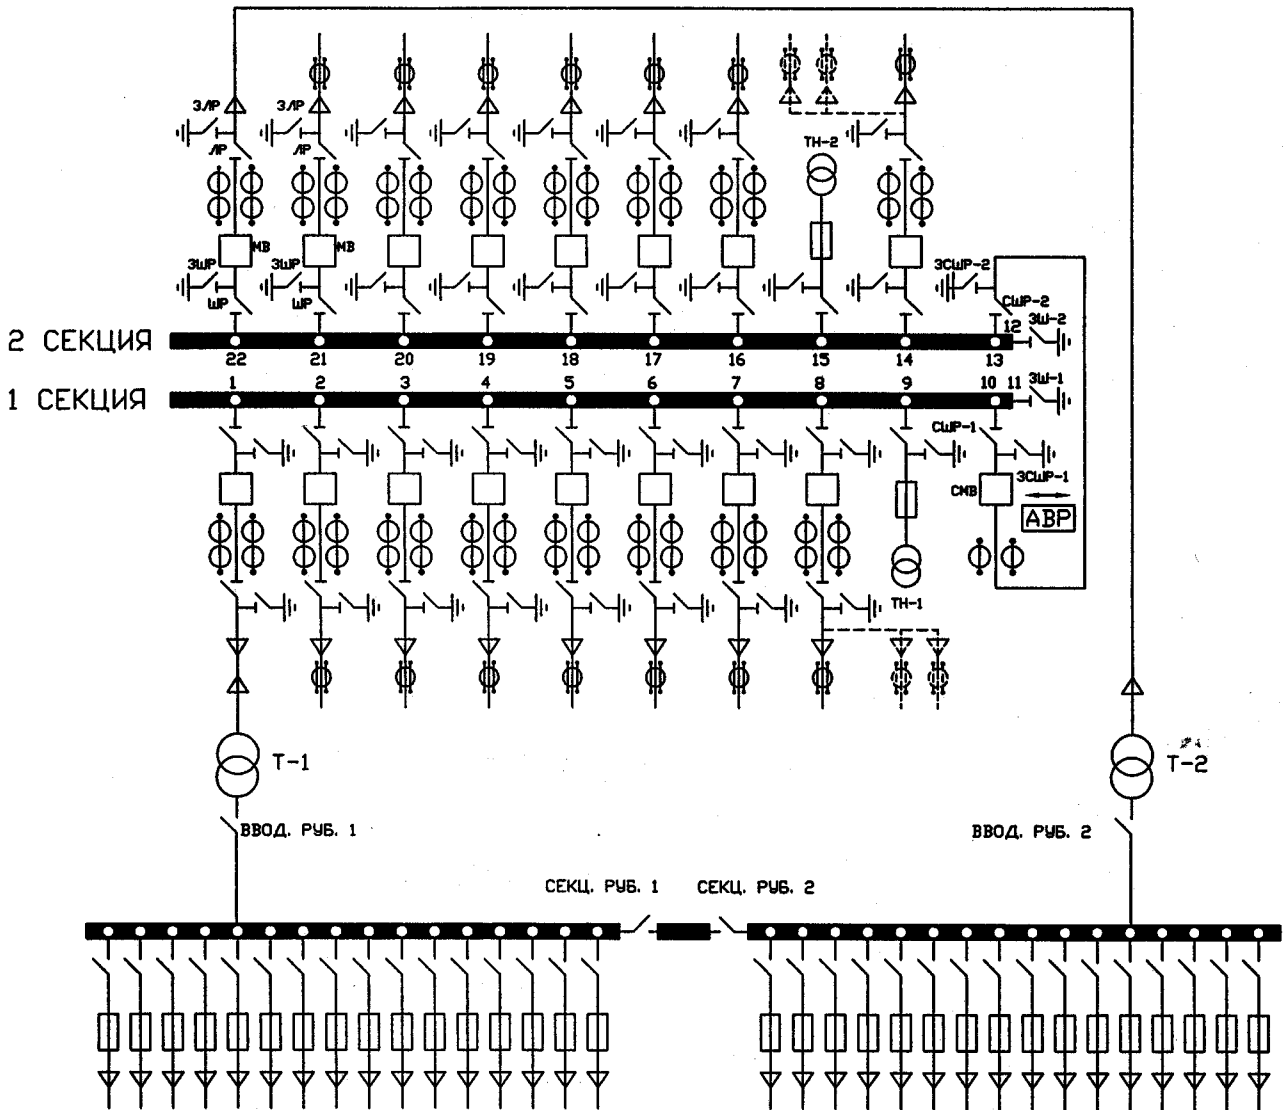 ЗЛР ЗЛР
ТН-2
ЛР ЛР
МВ МВ
ЗШР ЗШР ЗСШР-2
ШР ШР СШР-2
12 ЗШ-2
2 СЕКЦИЯ
22 21 20 19 18 17 16 15 14 13
1 2 3 4 5 6 7 8 9 10 11 ЗШ-1
1 СЕКЦИЯ
СШР-1
ЗСШР-1
СМВ
АВР
ТН-1
Т-1 Т-2
ВВОД. РУБ. 1 ВВОД. РУБ. 2
СЕКЦ. РУБ. 1 СЕКЦ. РУБ. 2